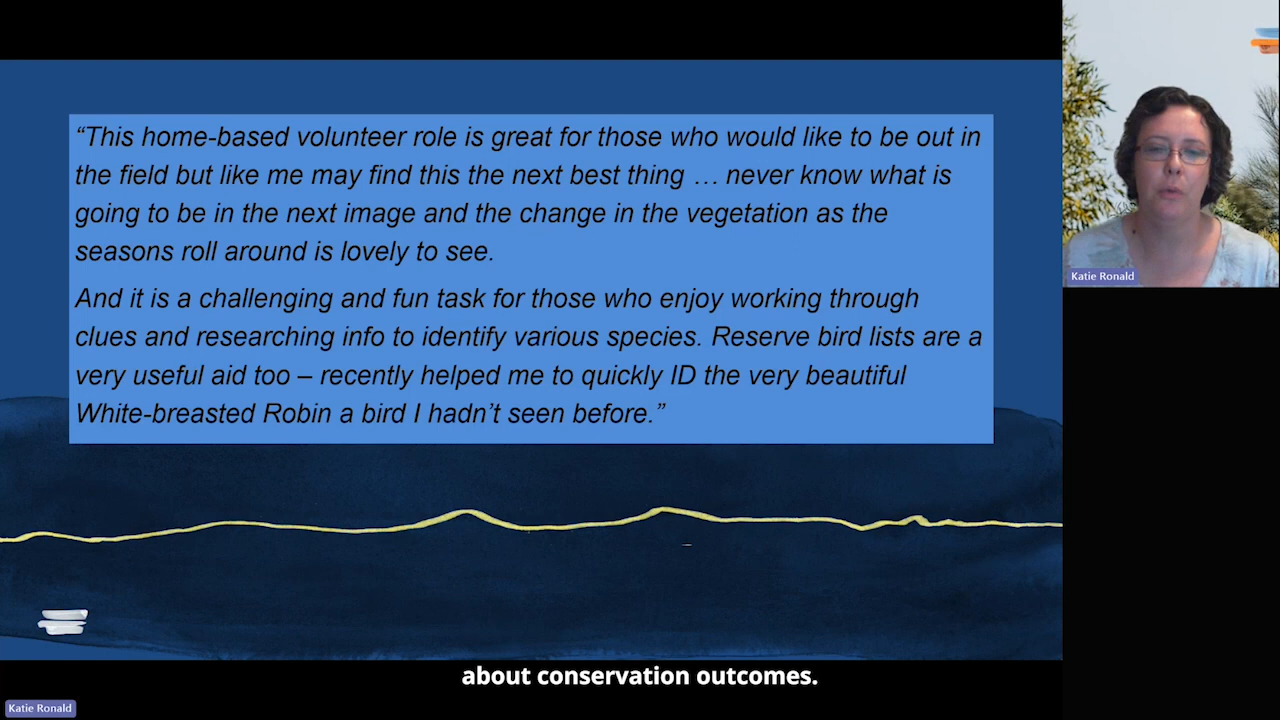 “This home-based volunteer role is great for those who would like to be out in
the field but like me may find this the next best thing … never know what is
going to be in the next image and the change in the vegetation as the
seasons roll around is lovely to see.
And it is a challenging and fun task for those who enjoy working through
clues and researching info to identify various species. Reserve bird lists are a
very useful aid too – recently helped me to quickly ID the very beautiful
White-breasted Robin a bird I hadn’t seen before.”
Katie Ronald
about conservation outcomes.
Katie Ronald